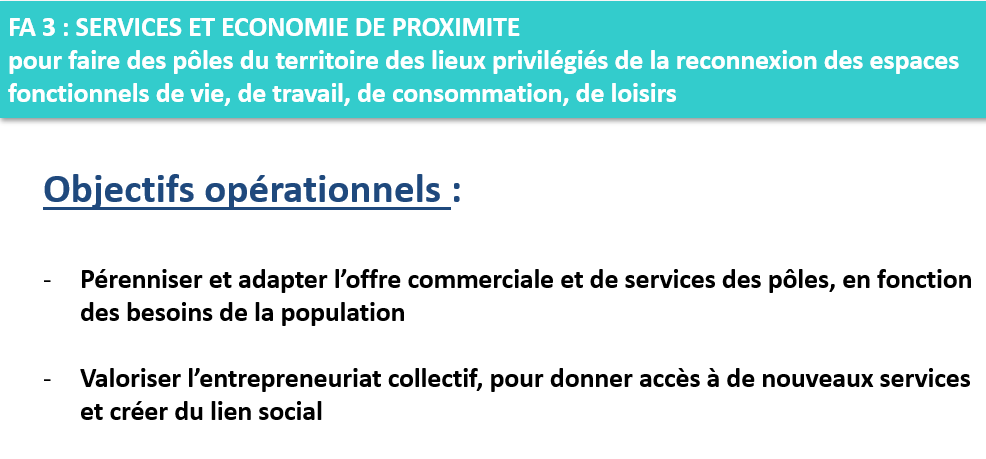 FA 3 : SERVICES ET ECONOMIE DE PROXIMITE
pour faire des pôles du territoire des lieux privilégiés de la reconnexion des espaces
fonctionnels de vie, de travail, de consommation, de loisirs
Objectifs opérationnels :
- Pérenniser et adapter l’offre commerciale et de services des pôles, en fonction
des besoins de la population
- Valoriser l’entrepreneuriat collectif, pour donner accès à de nouveaux services
et créer du lien social